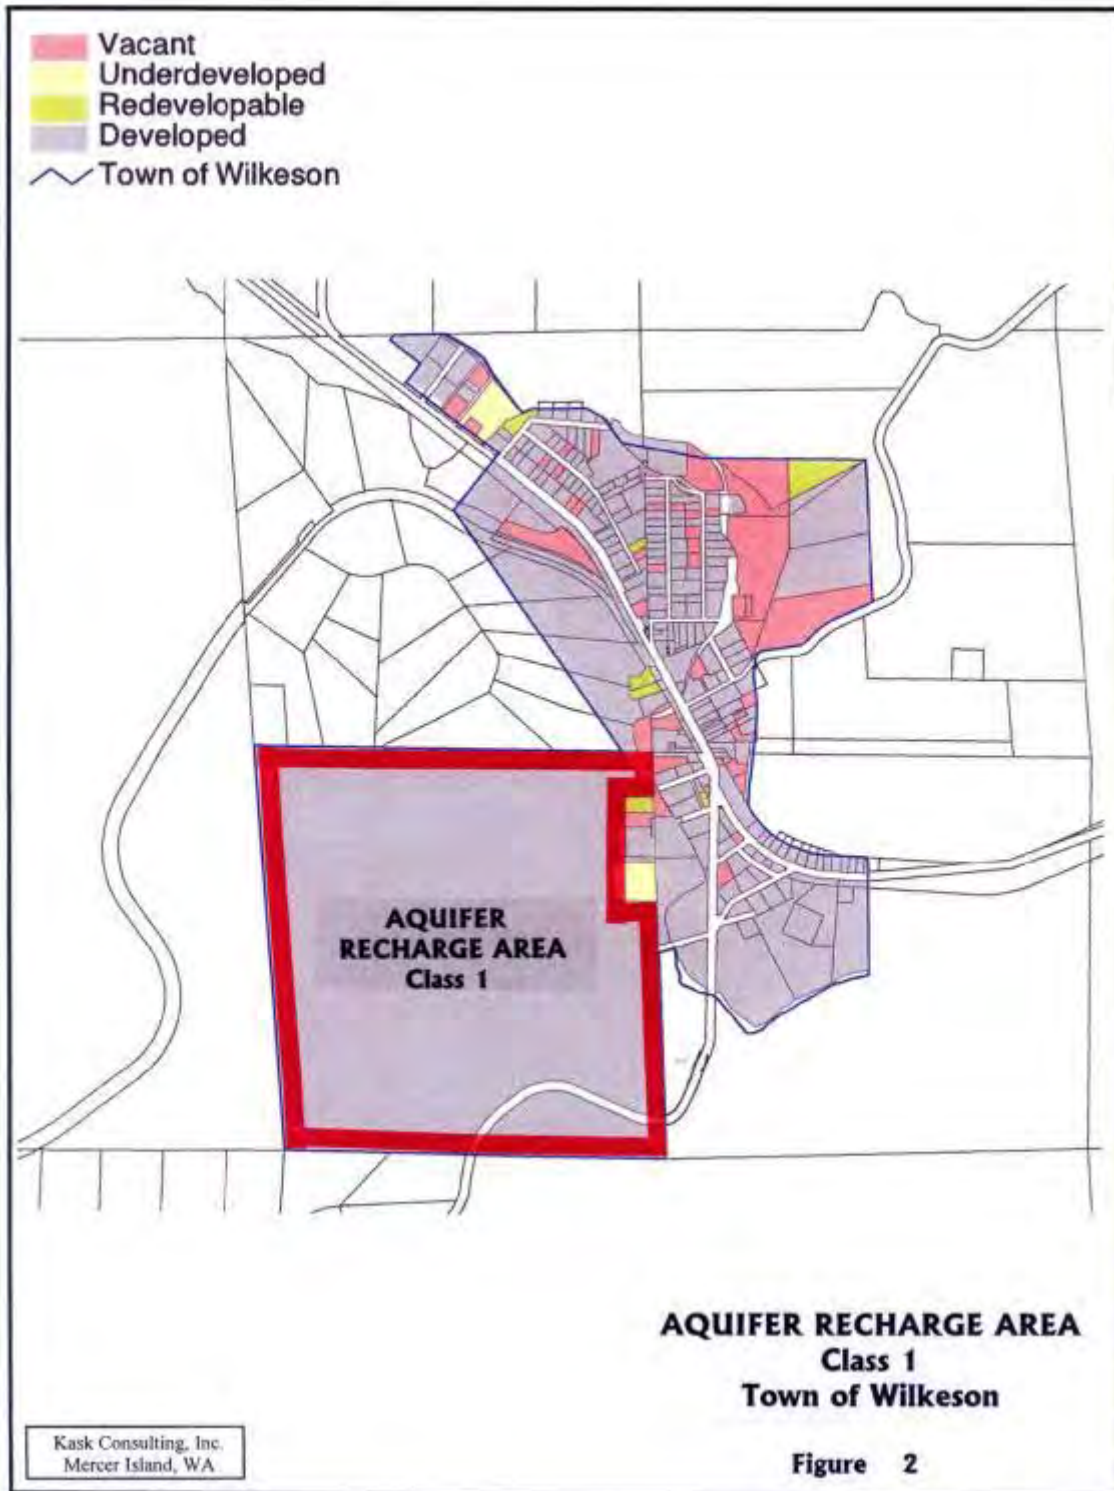 Vacant
Underdeveloped
Redevelopable
Developed
Town of Wilkeson
AQUIFER
RECHARGE AREA
Class 1
AQUIFER RECHARGE AREA
Class 1
Town of Wilkeson
Figure 2
Kask Consulting, Inc.
Mercer Island, WA